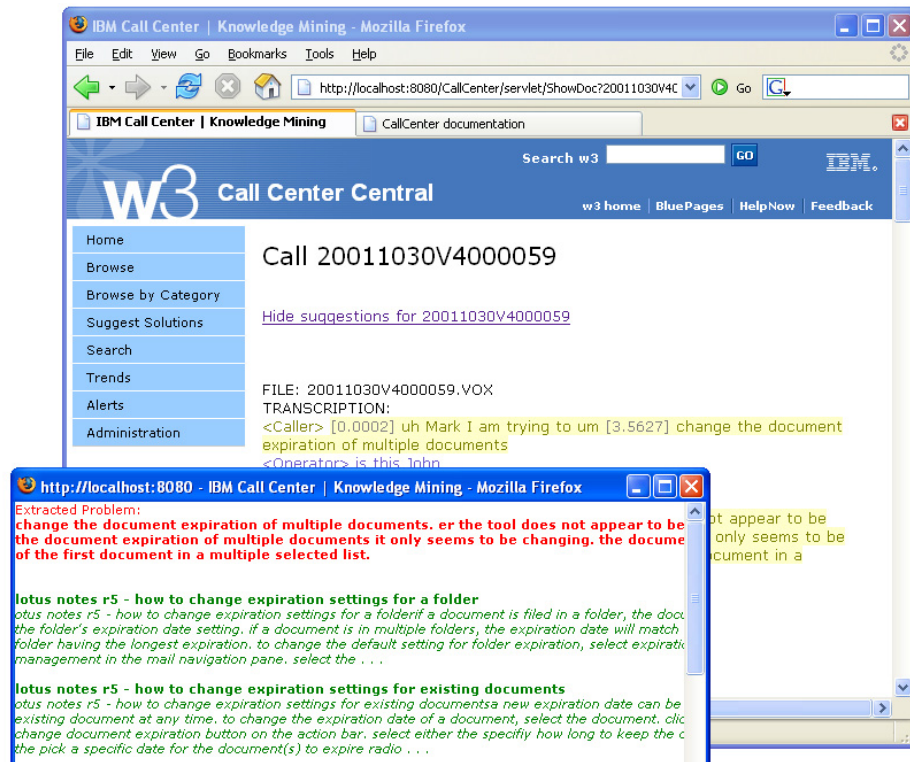 IBM Call Center | Knowledge Mining - Mozilla Firefox
File Edit View Go Bookmarks Tools Help
http://localhost:8080/CallCenter/servlet/ShowDoc?20011030V4C Go G
IBM Call Center | Knowledge Mining CallCenter documentation
Search w3 GO IBM.
w3 Call Center Central
w3 home | BluePages | HelpNow | Feedback
Home
Browse
Browse by Category
Suggest Solutions
Search
Trends
Alerts
Administration
Call 20011030V4000059
Hide suggestions for 20011030V4000059
FILE: 20011030V4000059.VOX
TRANSCRIPTION:
<Caller> [0.0002] uh Mark I am trying to um [3.5627] change the document
expiration of multiple documents
<Operator> is this John
ot appear to be
only seems to be
cument in a
http://localhost:8080 - IBM Call Center | Knowledge Mining - Mozilla Firefox
Extracted Problem:
change the document expiration of multiple documents. er the tool does not appear to be
the document expiration of multiple documents it only seems to be changing. the docume
of the first document in a multiple selected list.
lotus notes r5 - how to change expiration settings for a folder
otus notes r5 - how to change expiration settings for a folderif a document is filed in a folder, the docu
the folder's expiration date setting. if a document is in multiple folders, the expiration date will match
folder having the longest expiration. to change the default setting for folder expiration, select expiratic
management in the mail navigation pane. select the . . .
lotus notes r5 - how to change expiration settings for existing documents
otus notes r5 - how to change expiration settings for existing documentsa new expiration date can be
existing document at any time. to change the expiration date of a document, select the document. clic
change document expiration button on the action bar. select either the specifiy how long to keep the d
the pick a specific date for the document(s) to expire radio . . .